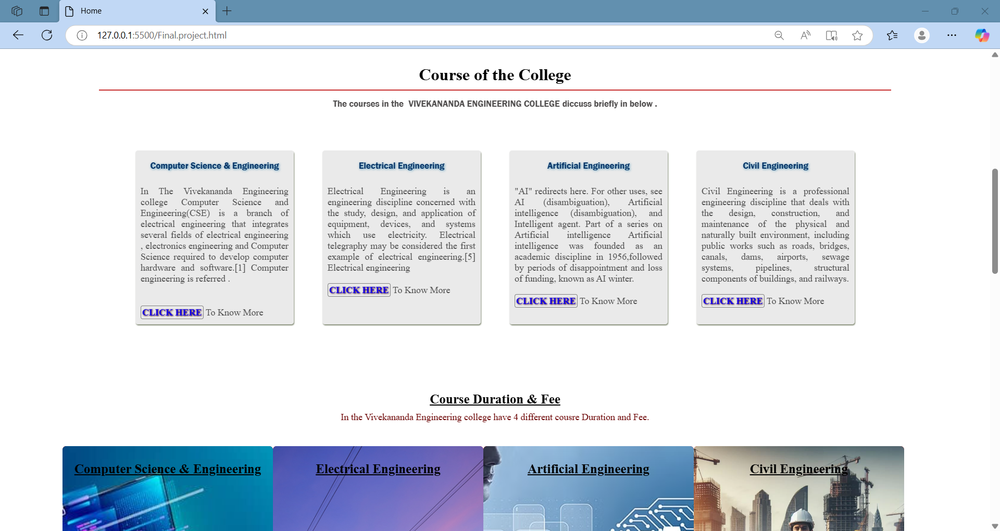 Home
127.0.0.1:5500/Final.project.html
Course of the College
The courses in the VIVEKANANDA ENGINEERING COLLEGE diccuss briefly in below .
Computer Science & Engineering
In The Vivekananda Engineering
college Computer Science and
Engineering(CSE) is a branch of
electrical engineering that integrates
several fields of electrical engineering
, electronics engineering and Computer
Science required to develop computer
hardware and software.[1] Computer
engineering is referred .
CLICK HERE To Know More
Electrical Engineering
Electrical Engineering is an
engineering discipline concerned with
the study, design, and application of
equipment, devices, and systems
which use electricity. Electrical
telegraphy may be considered the first
example of electrical engineering.[5]
Electrical engineering
CLICK HERE To Know More
Artificial Engineering
"AI" redirects here. For other uses, see
AI (disambiguation), Artificial
intelligence (disambiguation), and
Intelligent agent. Part of a series on
Artificial intelligence Artificial
intelligence was founded as an
academic discipline in 1956,followed
by periods of disappointment and loss
of funding, known as AI winter.
CLICK HERE To Know More
Civil Engineering
Civil Engineering is a professional
engineering discipline that deals with
the design, construction, and
maintenance of the physical and
naturally built environment, including
public works such as roads, bridges,
canals, dams, airports, sewage
systems, pipelines, structural
components of buildings, and railways.
CLICK HERE To Know More
Course Duration & Fee
In the Vivekananda Engineering college have 4 different cousre Duration and Fee.
Computer Science & Engineering
Electrical Engineering
Artificial Engineering
Civil Engineering